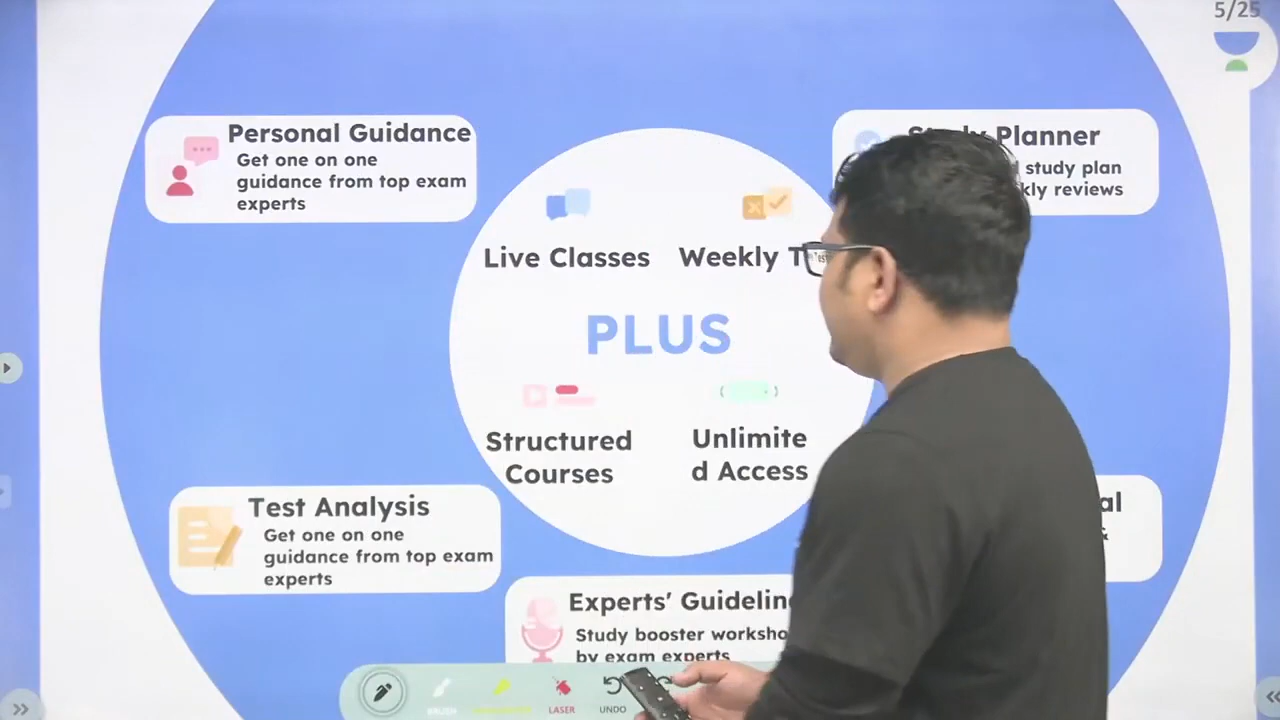 5/25
Personal Guidance
Get one on one
guidance from top exam
experts
Planner
study plan
reviews
Live Classes
Weekly
PLUS
Structured
Courses
Unlimite
d Access
Test Analysis
Get one on one
guidance from top exam
experts
al
&
Experts' Guidelin
Study booster worksho
by exam experts
BRUSH
LASER
UNDO